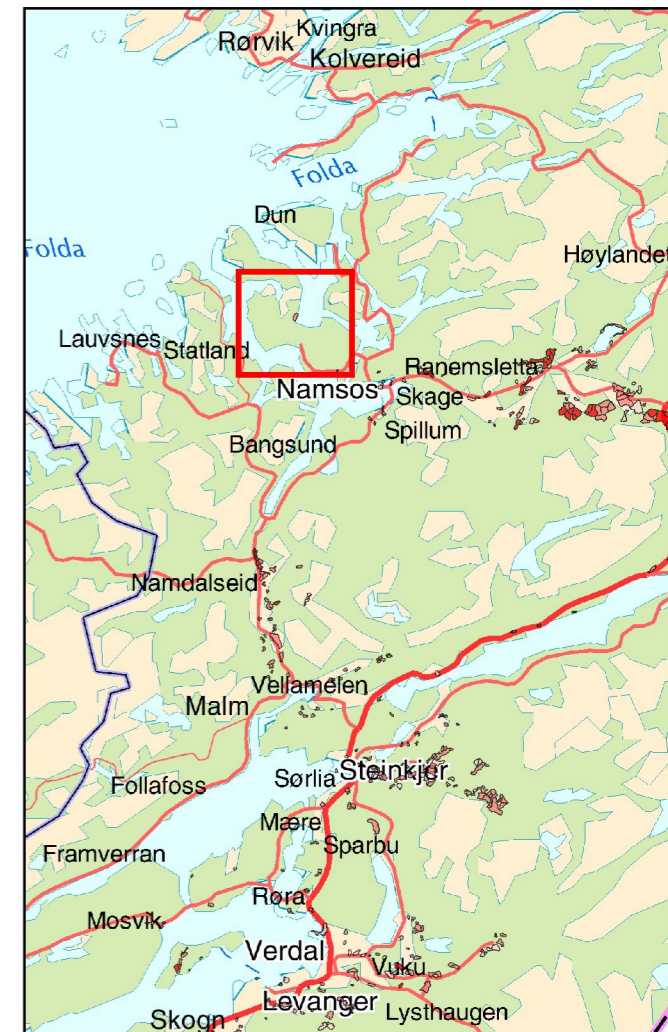 Kvingra
Rørvik
Kolvereid
Folda
Dun
Folda
Høylandet
Lauvsnes
Statland
Ranemsletta
Namsos
Skage
Spillum
Bangsund
Namdalseid
Vellamelen
Malm
Steinkjer
Sørlia
Follafoss
Mære
Sparbu
Framverran
Røra
Mosvik
Verdal
Vuku
Levanger
Lysthaugen
Skogn